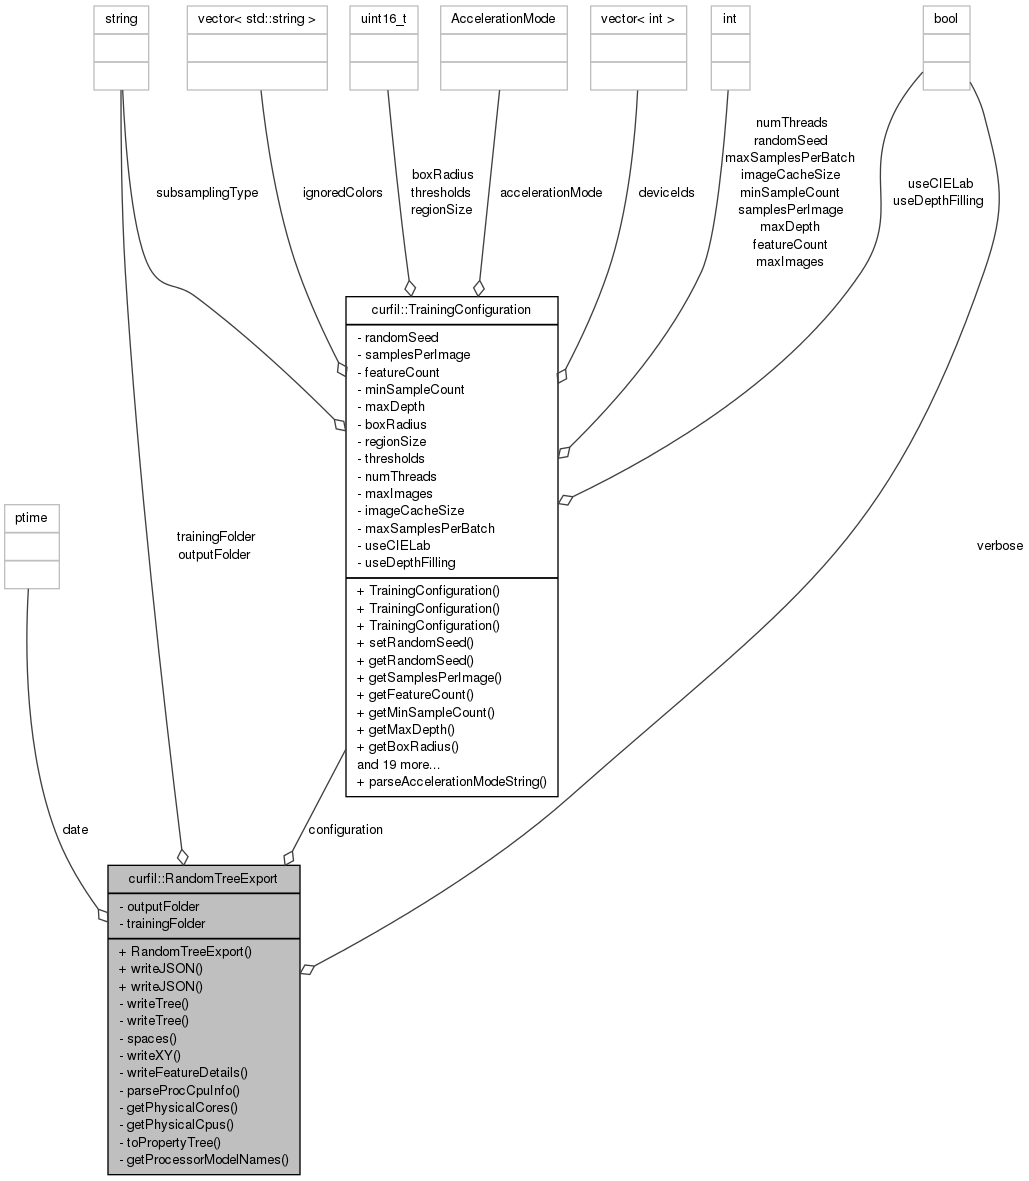 string
vector< std::string >
uint16_t
AccelerationMode
vector< int >
int
bool
subsamplingType
ignoredColors
boxRadius
thresholds
regionSize
accelerationMode
deviceIds
numThreads
randomSeed
maxSamplesPerBatch
imageCacheSize
minSampleCount
samplesPerImage
maxDepth
featureCount
maxImages
useCIELab
useDepthFilling
curfil::TrainingConfiguration
- randomSeed
- samplesPerImage
- featureCount
- minSampleCount
- maxDepth
- boxRadius
- regionSize
- thresholds
- numThreads
- maxImages
- imageCacheSize
- maxSamplesPerBatch
- useCIELab
- useDepthFilling
+ TrainingConfiguration()
+ TrainingConfiguration()
+ TrainingConfiguration()
+ setRandomSeed()
+ getRandomSeed()
+ getSamplesPerImage()
+ getFeatureCount()
+ getMinSampleCount()
+ getMaxDepth()
+ getBoxRadius()
and 19 more...
+ parseAccelerationModeString()
ptime
trainingFolder
outputFolder
verbose
date
configuration
curfil::RandomTreeExport
- outputFolder
- trainingFolder
+ RandomTreeExport()
+ writeJSON()
+ writeJSON()
- writeTree()
- writeTree()
- spaces()
- writeXY()
- writeFeatureDetails()
- parseProcCpuInfo()
- getPhysicalCores()
- getPhysicalCpus()
- toPropertyTree()
- getProcessorModelNames()